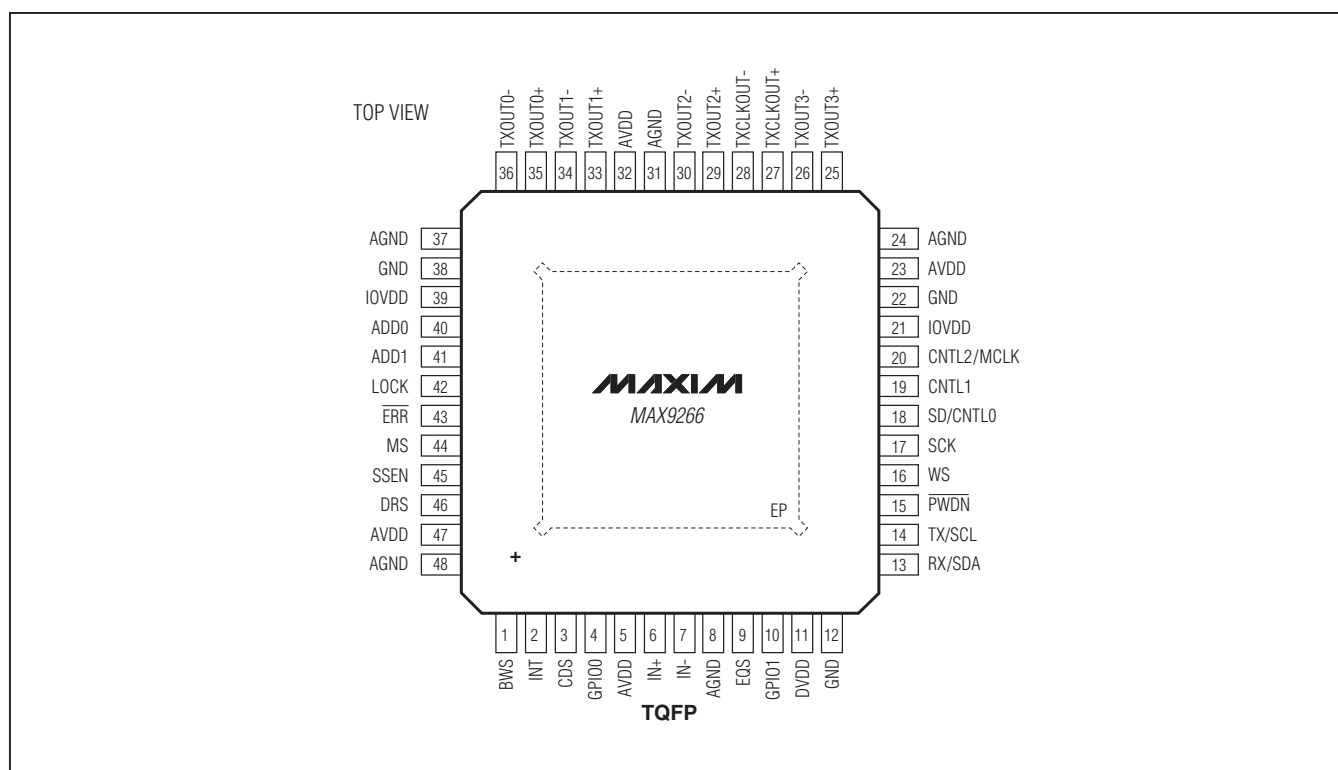 TOP VIEW
TXOUT0-
TXOUT0+
TXOUT1-
TXOUT1+
AVDD
AGND
TXOUT2-
TXOUT2+
TXCLKOUT-
TXCLKOUT+
TXOUT3-
TXOUT3+
36 35 34 33 32 31 30 29 28 27 26 25
AGND 37
GND 38
IOVDD 39
ADD0 40
ADD1 41
LOCK 42
ERR 43
MS 44
SSEN 45
DRS 46
AVDD 47
AGND 48
MAXIM
MAX9266
EP
+
24 AGND
23 AVDD
22 GND
21 IOVDD
20 CNTL2/MCLK
19 CNTL1
18 SD/CNTL0
17 SCK
16 WS
15 PWDN
14 TX/SCL
13 RX/SDA
1 2 3 4 5 6 7 8 9 10 11 12
BWS
INT
CDS
GPIO0
AVDD
IN+
IN-
AGND
EQS
GPIO1
DVDD
GND
TQFP